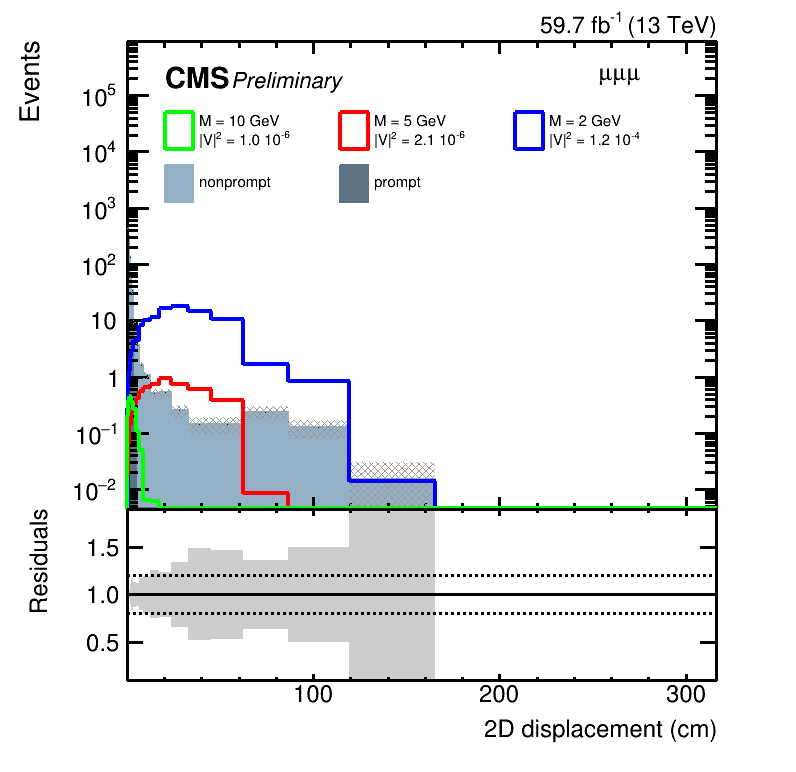 59.7 fb⁻¹ (13 TeV)
Events
CMS Preliminary
μμμ
M = 10 GeV
|V|² = 1.0 10⁻⁶
M = 5 GeV
|V|² = 2.1 10⁻⁶
M = 2 GeV
|V|² = 1.2 10⁻⁴
nonprompt
prompt
10⁵
10⁴
10³
10²
10
1
10⁻¹
10⁻²
Residuals
1.5
1.0
0.5
100
200
300
2D displacement (cm)